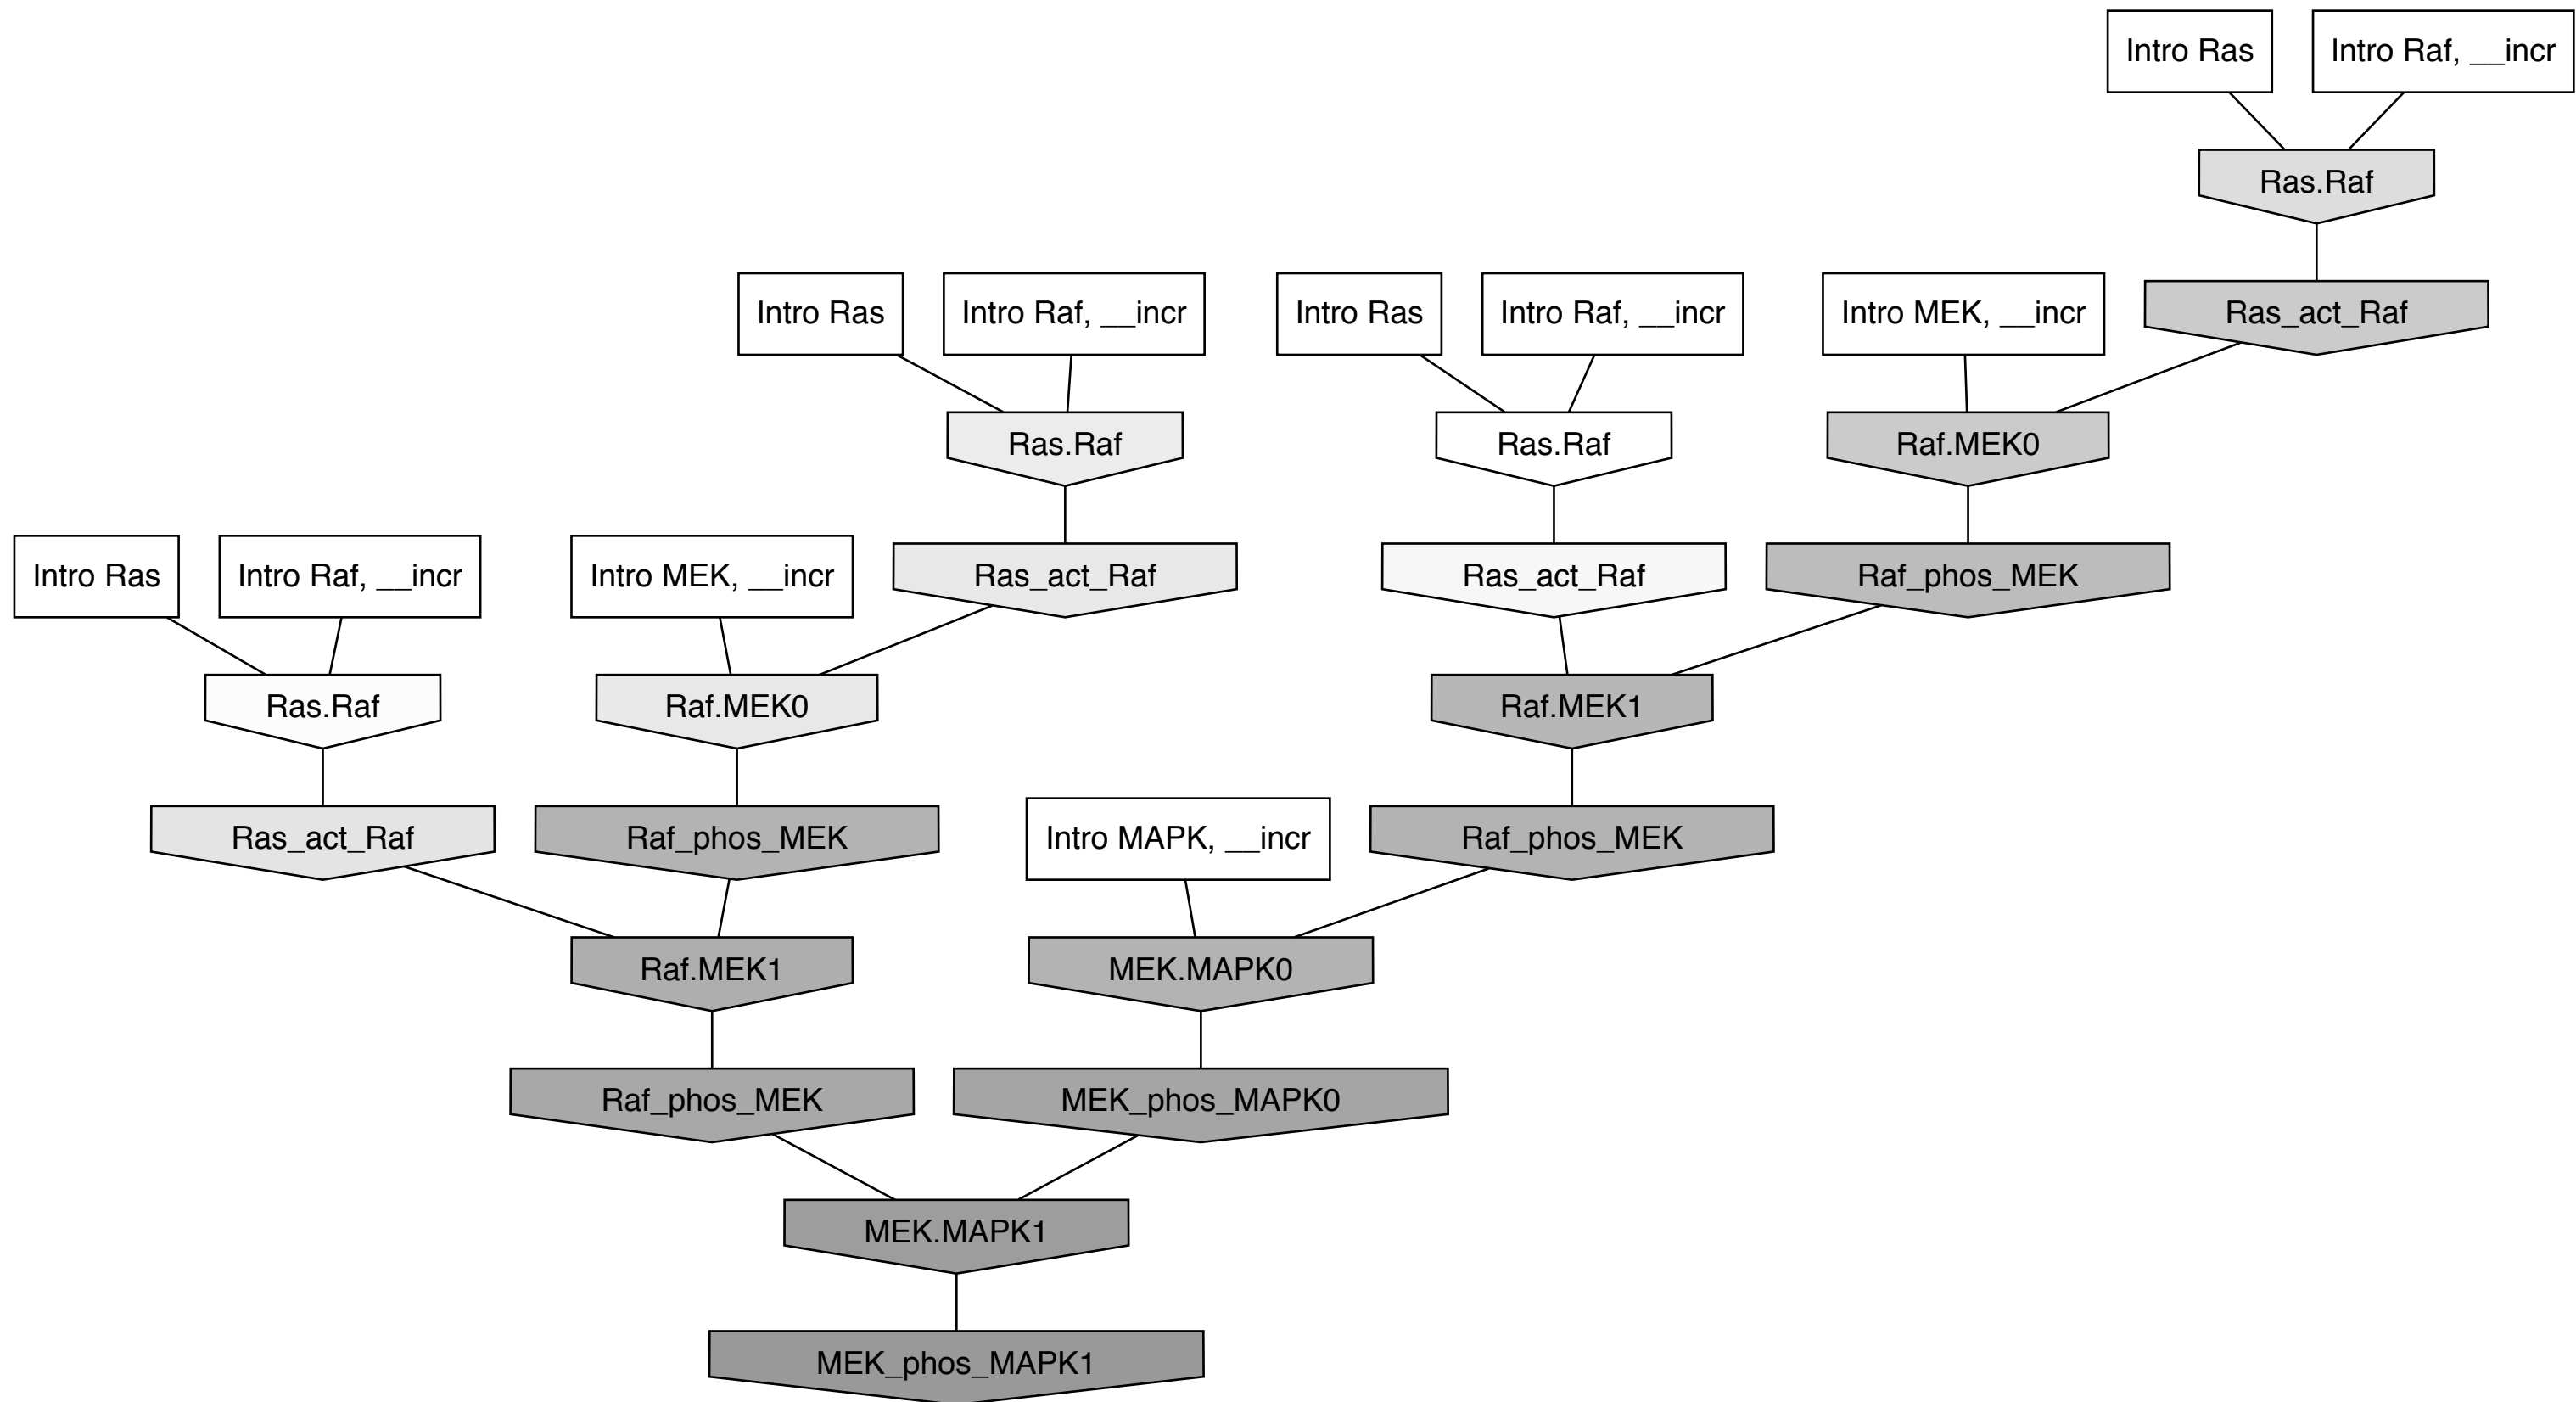 Intro Ras
Intro Raf, __incr
Ras.Raf
Intro Ras
Intro Raf, __incr
Intro Ras
Intro Raf, __incr
Intro MEK, __incr
Ras_act_Raf
Ras.Raf
Ras.Raf
Raf.MEK0
Intro Ras
Intro Raf, __incr
Intro MEK, __incr
Ras_act_Raf
Ras_act_Raf
Raf_phos_MEK
Ras.Raf
Raf.MEK0
Raf.MEK1
Ras_act_Raf
Raf_phos_MEK
Intro MAPK, __incr
Raf_phos_MEK
Raf.MEK1
MEK.MAPK0
Raf_phos_MEK
MEK_phos_MAPK0
MEK.MAPK1
MEK_phos_MAPK1